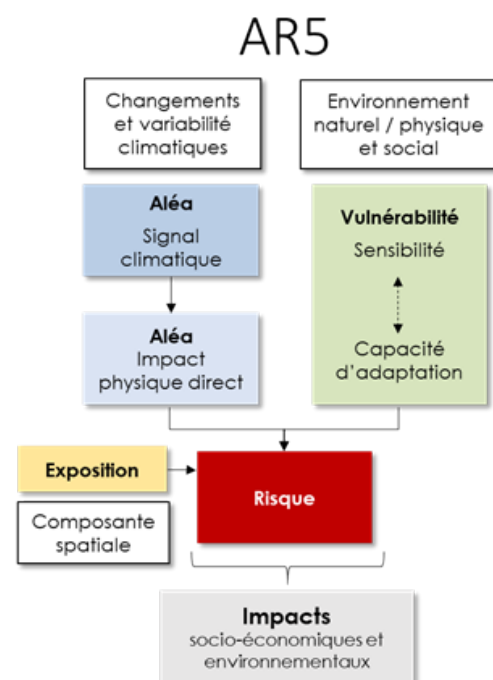 AR5
Changements
et variabilité
climatiques
Environnement
naturel / physique
et social
Aléa
Signal
climatique
Vulnérabilité
Sensibilité
Capacité
d'adaptation
Aléa
Impact
physique direct
Exposition
Composante
spatiale
Risque
Impacts
socio-économiques et
environnementaux